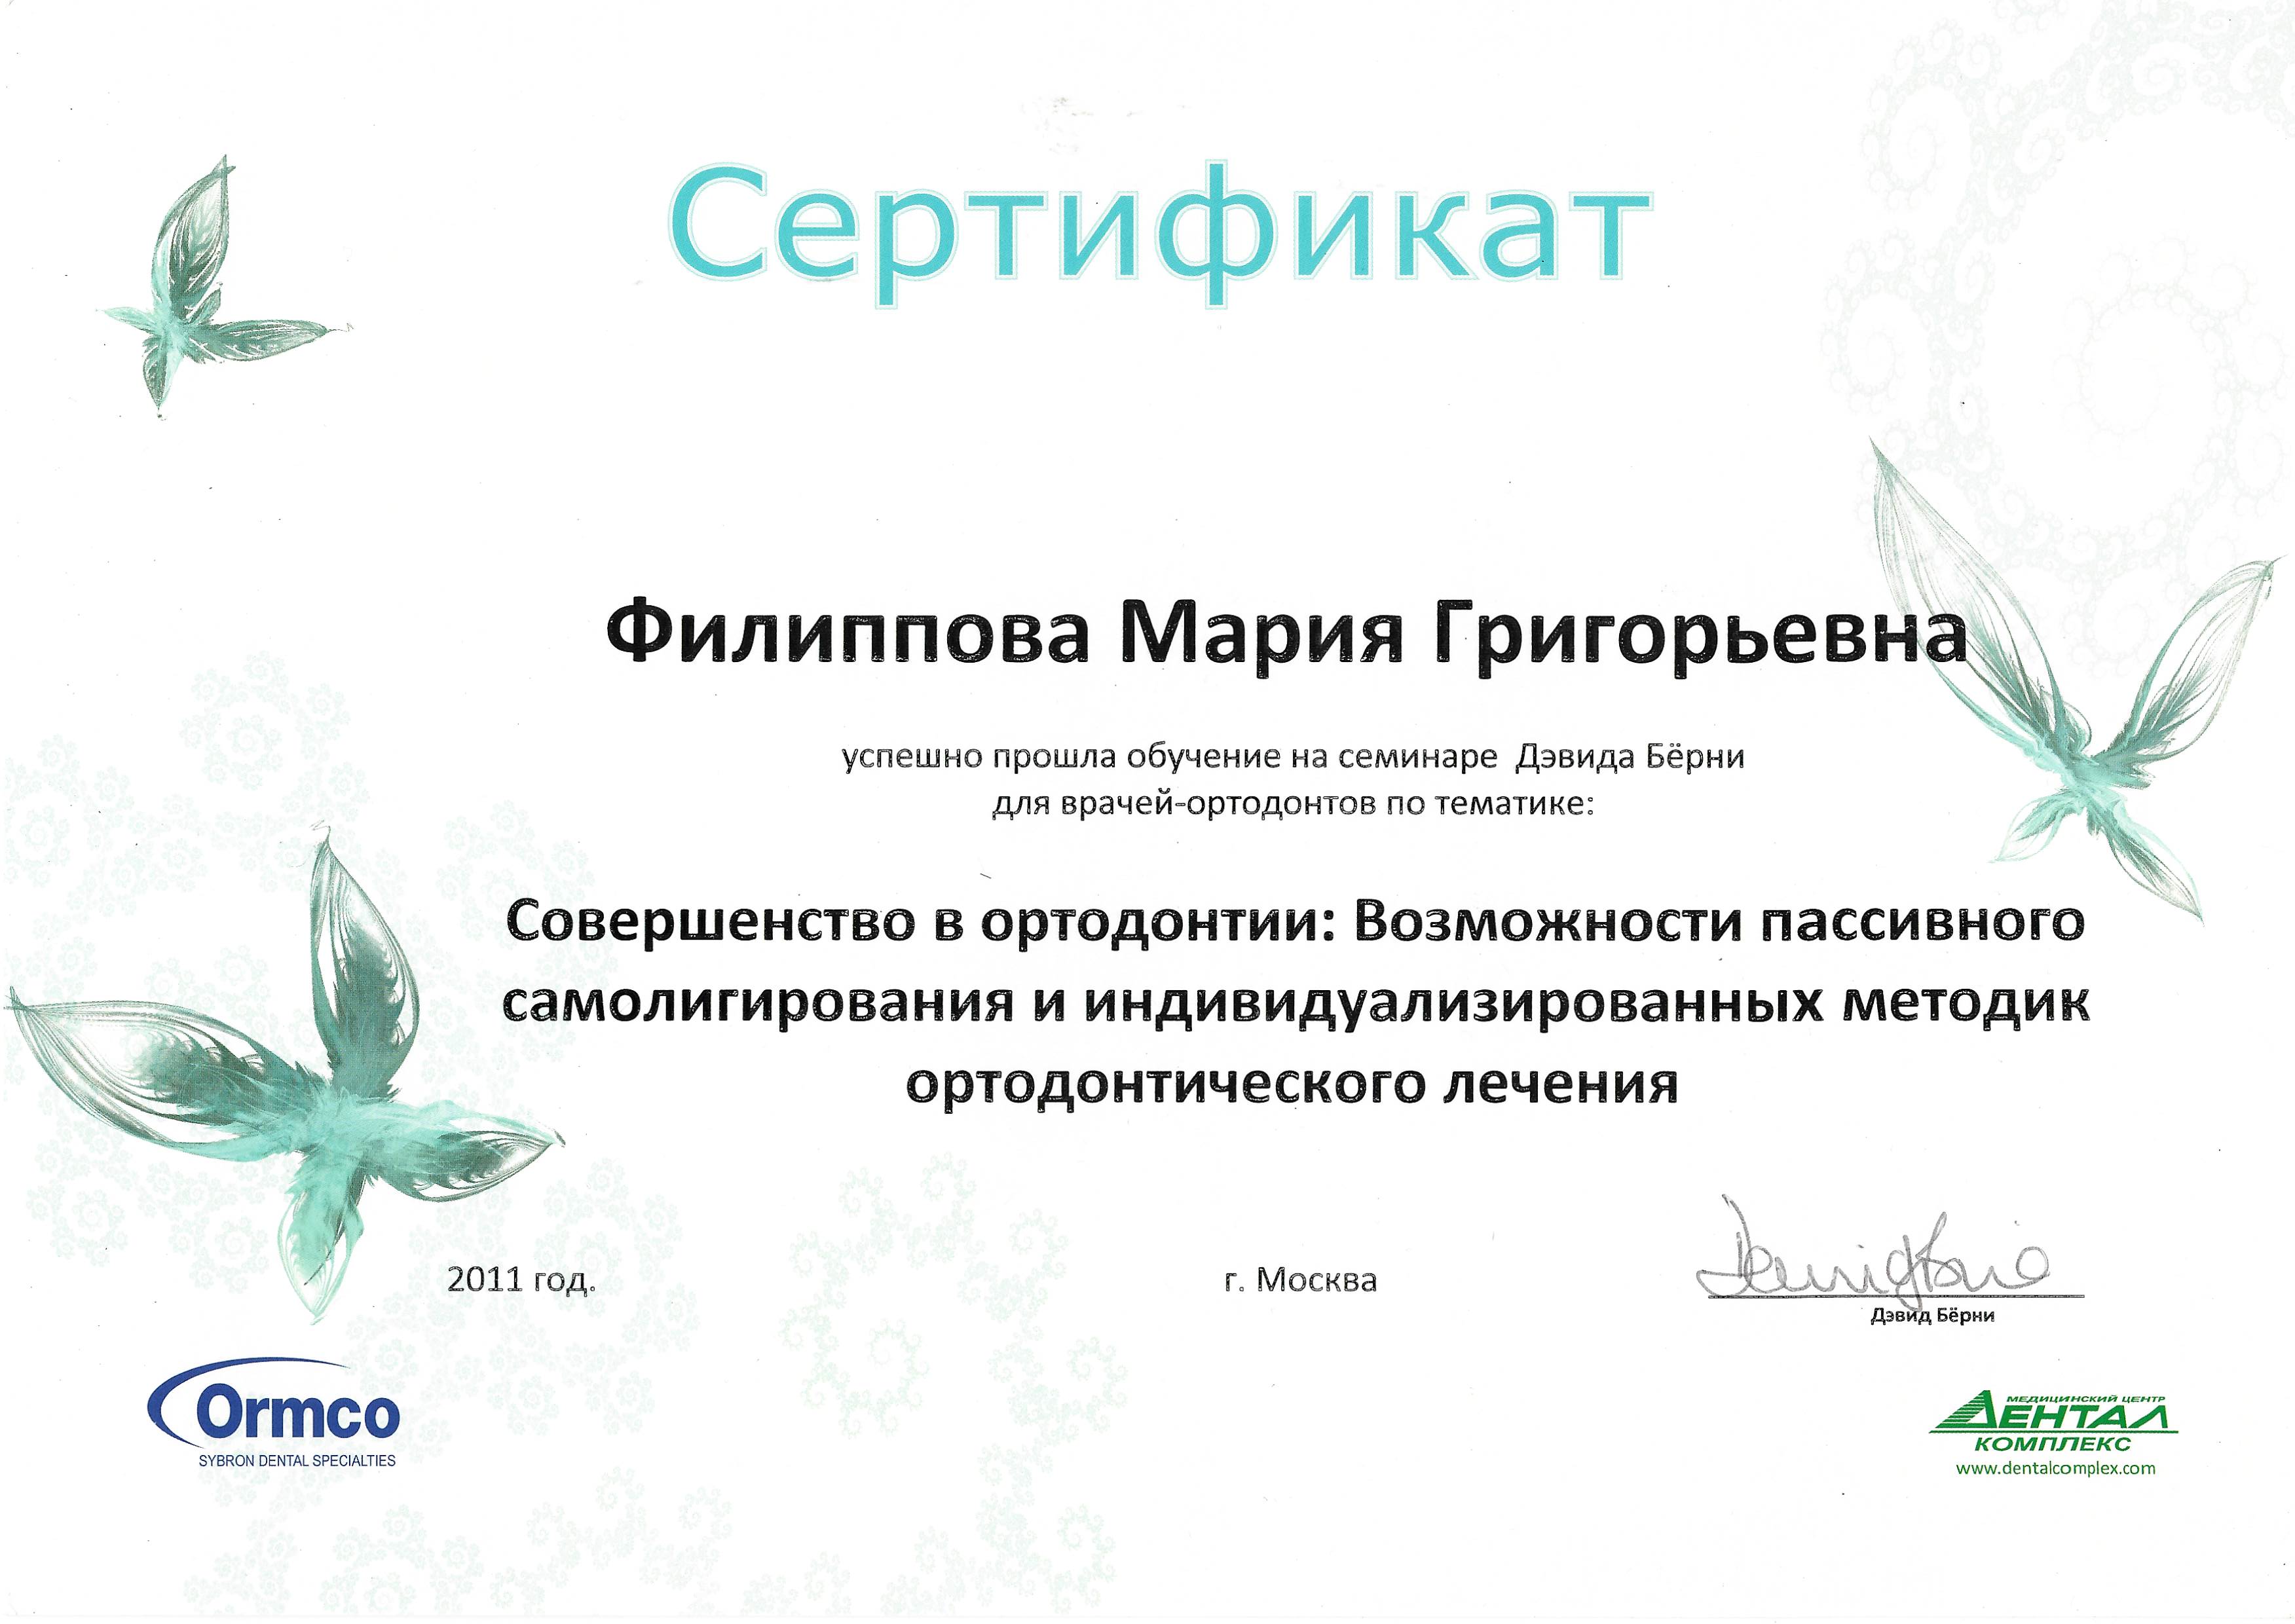 Сертификат
Филиппова Мария Григорьевна
успешно прошла обучение на семинаре Дэвида Бёрни
для врачей-ортодонтов по тематике:
Совершенство в ортодонтии: Возможности пассивного
самолигирования и индивидуализированных методик
ортодонтического лечения
2011 год.
г. Москва
Дэвид Бёрни
Ormco
SYBRON DENTAL SPECIALTIES
МЕДИЦИНСКИЙ ЦЕНТР
ДЕНТАЛ
КОМПЛЕКС
www.dentalcomplex.com